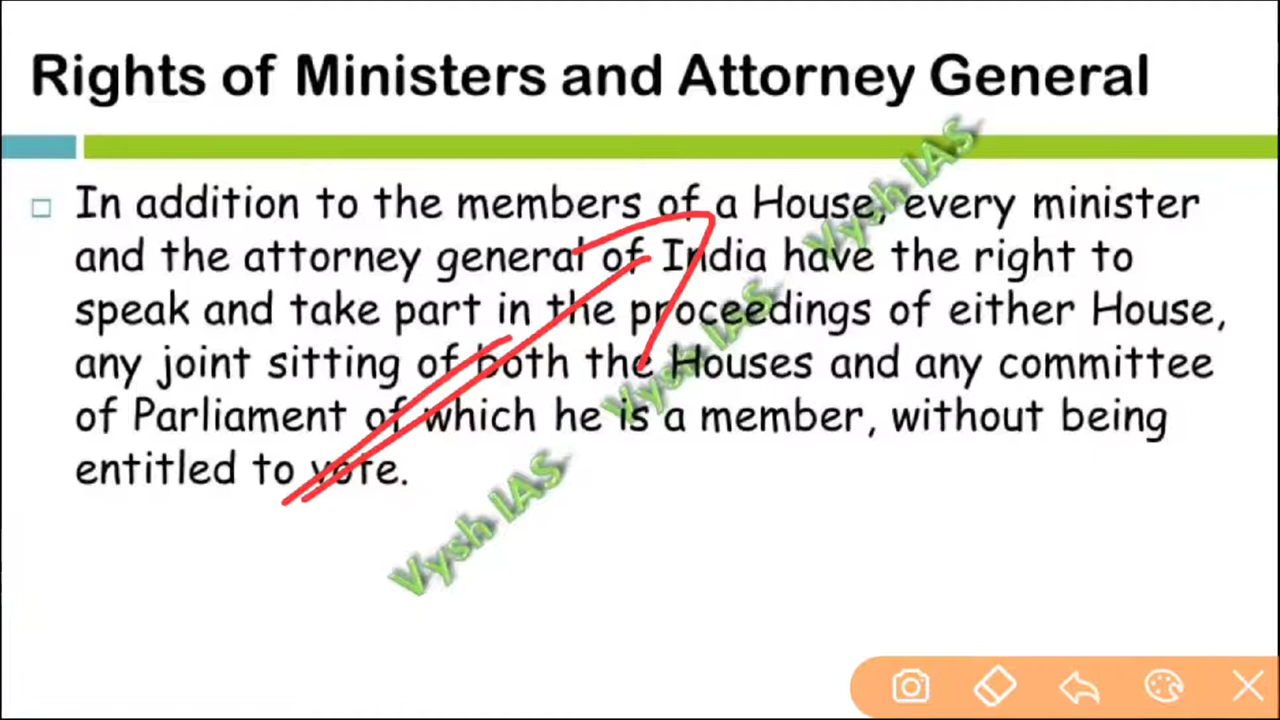 Rights of Ministers and Attorney General
In addition to the members of a House, every minister
and the attorney general of India have the right to
speak and take part in the proceedings of either House,
any joint sitting of both the Houses and any committee
of Parliament of which he is a member, without being
entitled to vote.
Vysh IAS
Vysh IAS
Vysh IAS